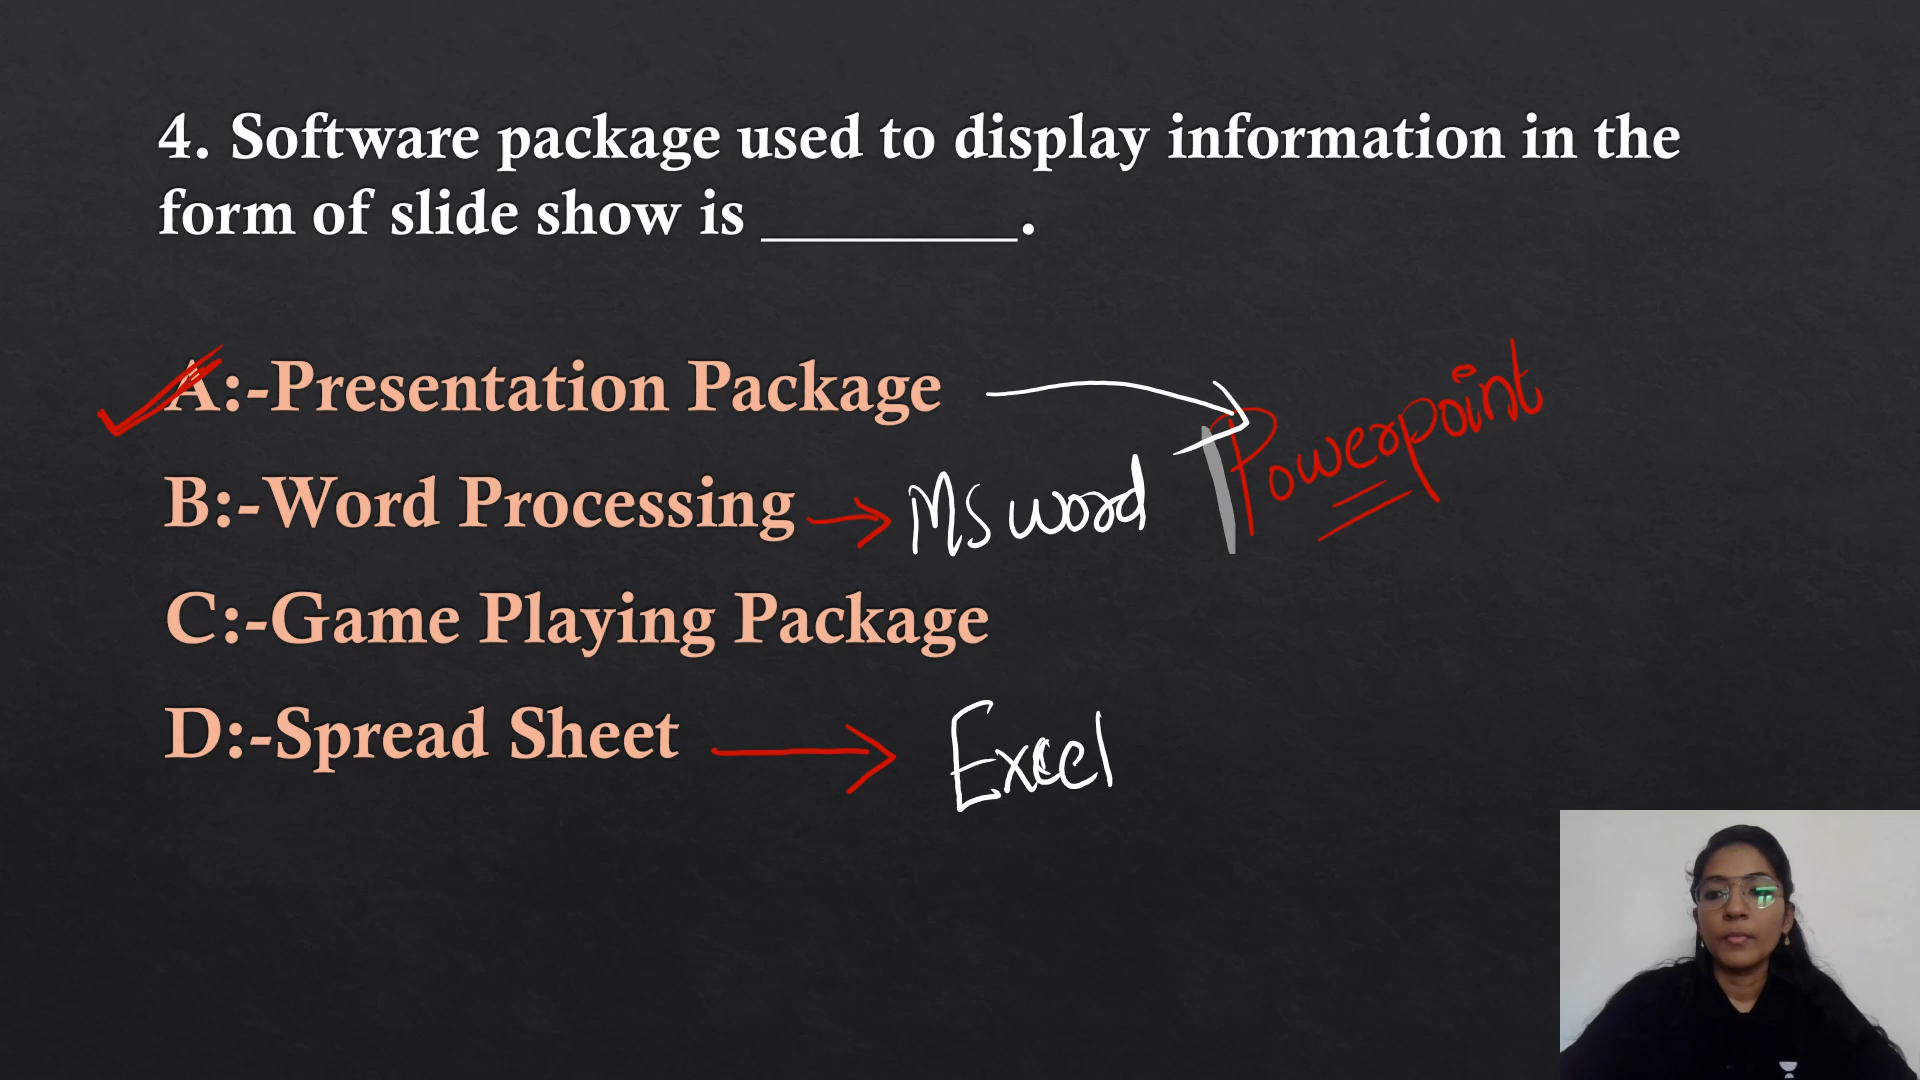 4. Software package used to display information in the
form of slide show is ________.
A:-Presentation Package
Powerpoint
B:-Word Processing
MS word
C:-Game Playing Package
D:-Spread Sheet
Excel